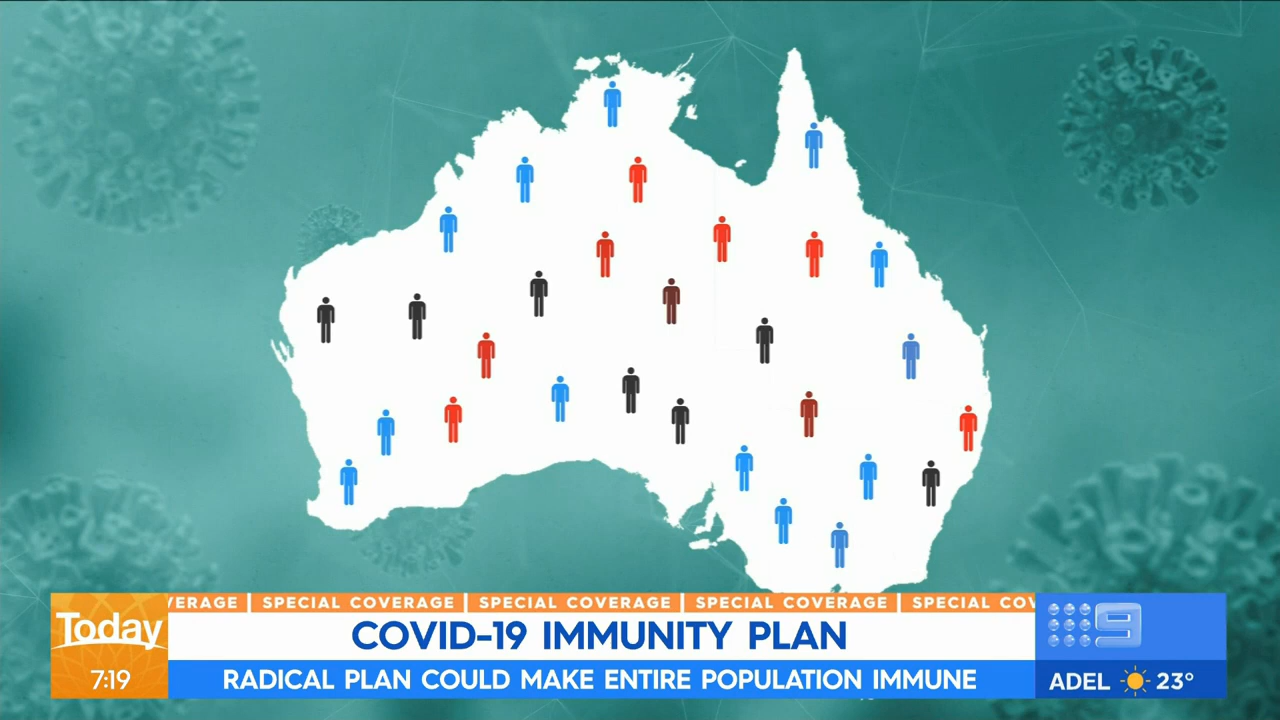 VERAGE | SPECIAL COVERAGE | SPECIAL COVERAGE | SPECIAL COVERAGE | SPECIAL COV
Today
7:19
COVID-19 IMMUNITY PLAN
RADICAL PLAN COULD MAKE ENTIRE POPULATION IMMUNE
9
ADEL 23°